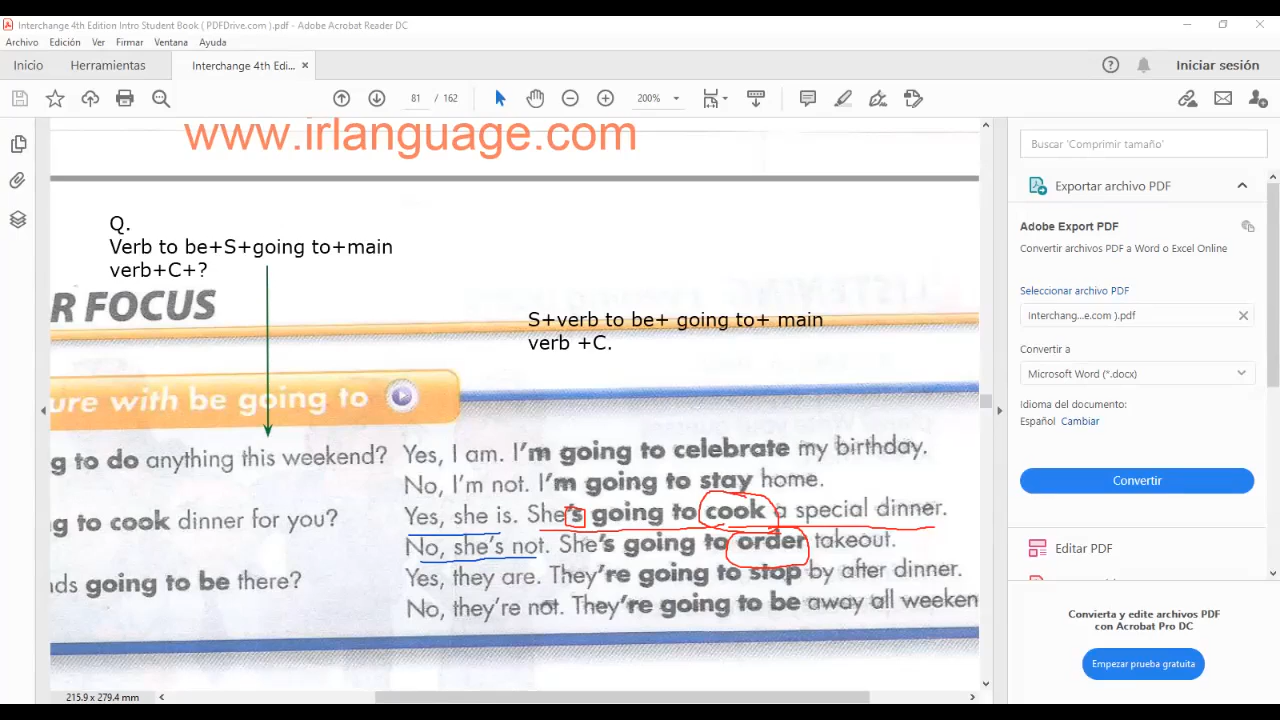 Interchange 4th Edition Intro Student Book ( PDFDrive.com ).pdf - Adobe Acrobat Reader DC
Archivo Edición Ver Firmar Ventana Ayuda
Inicio Herramientas Interchange 4th Edi... × Iniciar sesión
81 / 162 200%
www.irlanguage.com
Buscar 'Comprimir tamaño'
Exportar archivo PDF
Q.
Verb to be+S+going to+main
verb+C+?
Adobe Export PDF
Convertir archivos PDF a Word o Excel Online
Seleccionar archivo PDF
R FOCUS
Interchang...e.com ).pdf
S+verb to be+ going to+ main
verb +C.
Convertir a
Microsoft Word (*.docx)
ure with be going to
Idioma del documento:
Español Cambiar
g to do anything this weekend? Yes, I am. I'm going to celebrate my birthday.
No, I'm not. I'm going to stay home.
Convertir
g to cook dinner for you? Yes, she is. She's going to cook a special dinner.
No, she's not. She's going to order takeout.
Editar PDF
nds going to be there? Yes, they are. They're going to stop by after dinner.
No, they're not. They're going to be away all weeken
Convierta y edite archivos PDF
con Acrobat Pro DC
Empezar prueba gratuita
215.9 x 279.4 mm